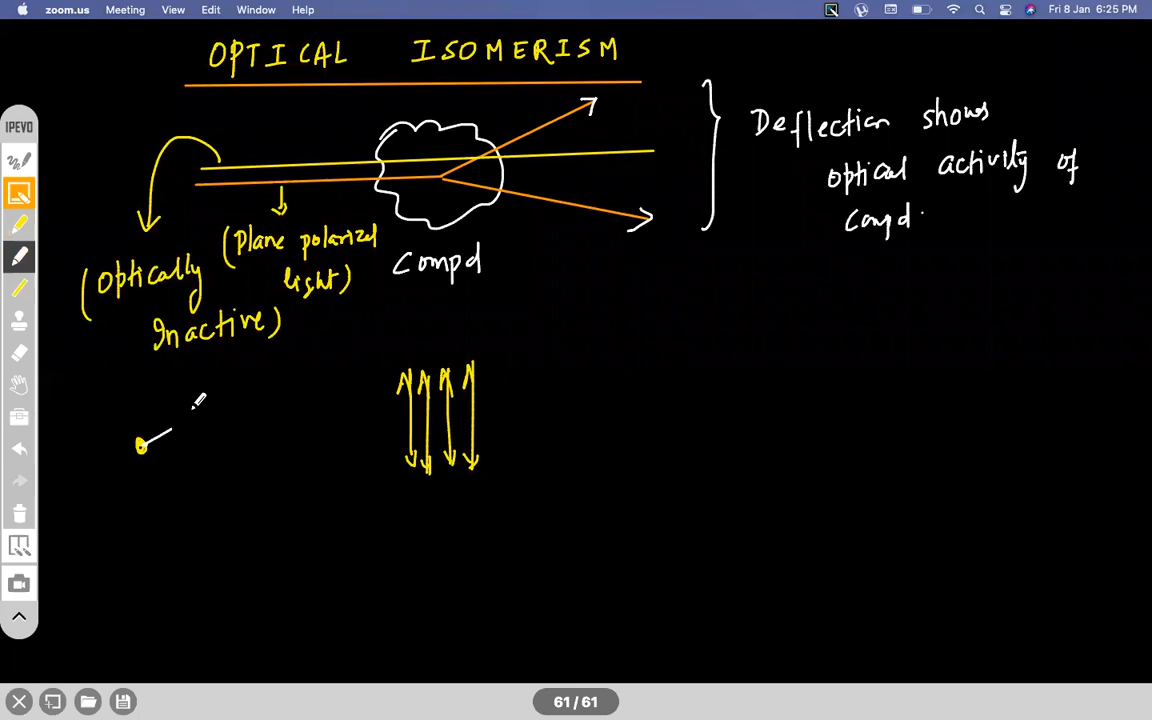 zoom.us Meeting View Edit Window Help Fri 8 Jan 6:25 PM
OPTICAL ISOMERISM
IPEVO
Deflection shows
optical activity of
compd.
(Plane polarized
light)
Compd
(Optically
Inactive)
61 / 61